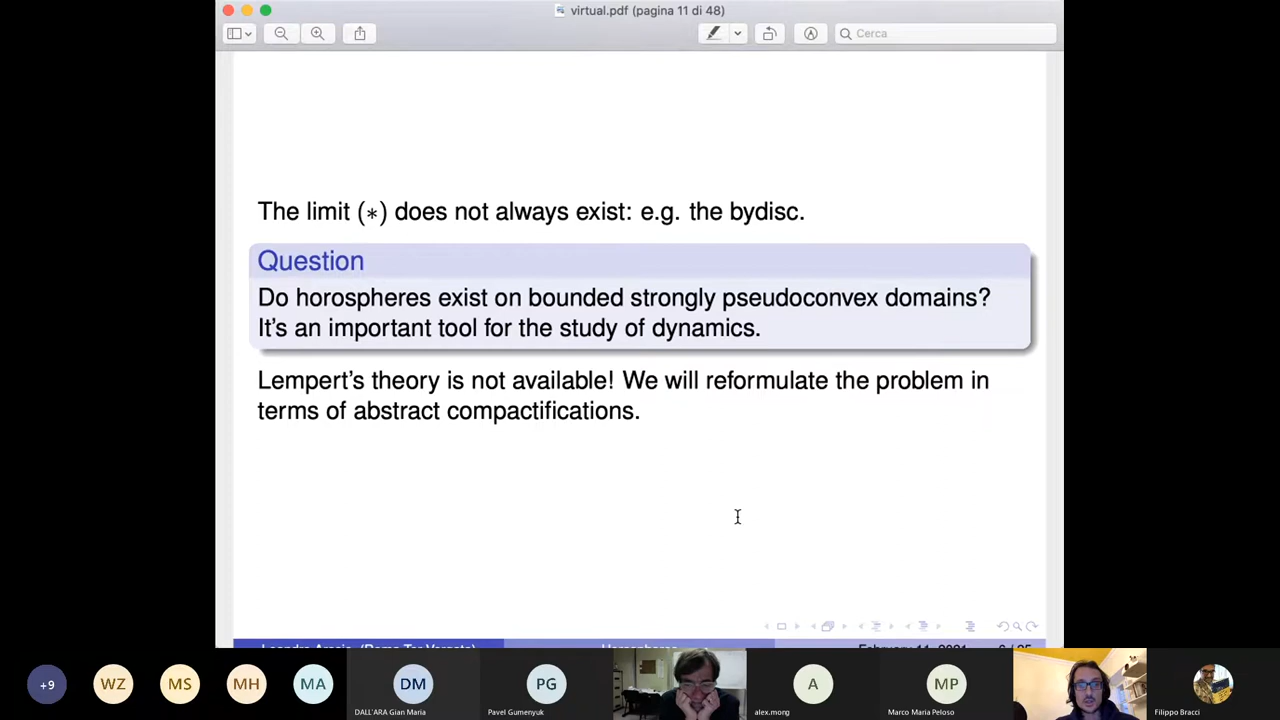 virtual.pdf (pagina 11 di 48)
Cerca
The limit (∗) does not always exist: e.g. the bydisc.
Question
Do horospheres exist on bounded strongly pseudoconvex domains?
It's an important tool for the study of dynamics.
Lempert's theory is not available! We will reformulate the problem in
terms of abstract compactifications.
+9
WZ
MS
MH
MA
DM
DALL'ARA Gian Maria
PG
Pavel Gumenyuk
A
alex.mong
MP
Marco Maria Peloso
Filippo Bracci